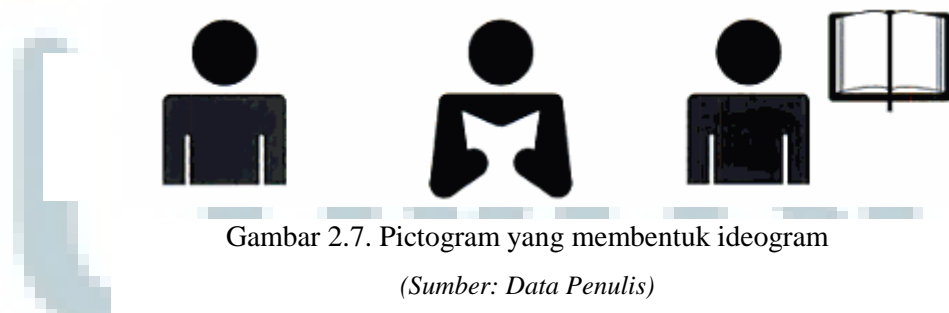 Gambar 2.7. Pictogram yang membentuk ideogram
(Sumber: Data Penulis)